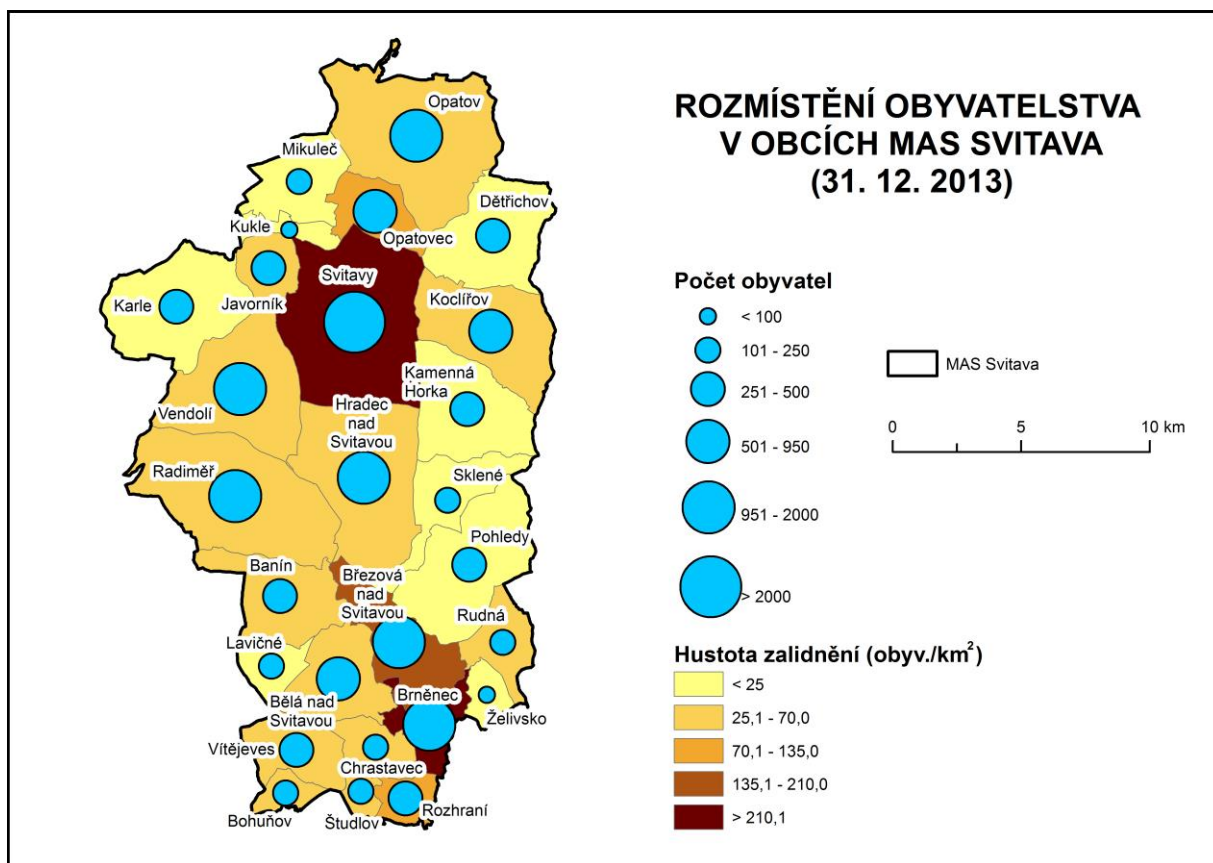 ROZMÍSTĚNÍ OBYVATELSTVA
V OBCÍCH MAS SVITAVA
(31. 12. 2013)
Opatov
Mikuleč
Dětřichov
Kukle
Opatovec
Svitavy
Koclířov
Karle
Javorník
Kamenná
Horka
Vendolí
Hradec
nad
Svitavou
Radiměř
Sklené
Pohledy
Banín
Březová
nad
Svitavou
Rudná
Lavičné
Bělá nad
Svitavou
Brněnec
Želivsko
Vítějeves
Chrastavec
Bohuňov
Študlov
Rozhraní
Počet obyvatel
< 100
101 - 250
251 - 500
501 - 950
951 - 2000
> 2000
MAS Svitava
0 5 10 km
Hustota zalidnění (obyv./km²)
< 25
25,1 - 70,0
70,1 - 135,0
135,1 - 210,0
> 210,1